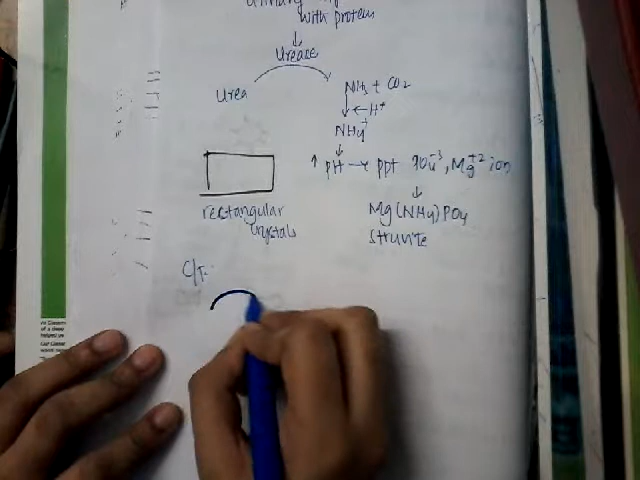 with protein
↓
Urease
Urea
NH3 + CO2
↓ ← H+
NH4+
↓
↑ pH → ppt PO4-3, Mg+2 ion
↓
rectangular
crystals
Mg(NH4)PO4
Struvite
C/F: